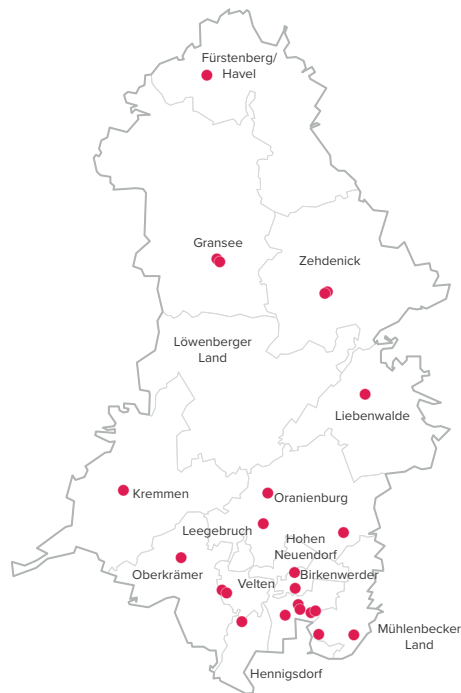 Fürstenberg/
Havel
Gransee
Zehdenick
Löwenberger
Land
Liebenwalde
Kremmen
Oranienburg
Leegebruch
Hohen
Neuendorf
Oberkrämer
Velten
Birkenwerder
Mühlenbecker
Land
Hennigsdorf